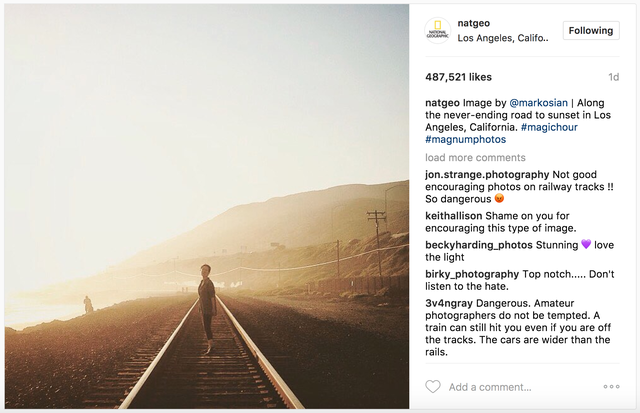 natgeo
Los Angeles, Califo..
Following
NATIONAL
GEOGRAPHIC
487,521 likes
1d
natgeo Image by @markosian | Along
the never-ending road to sunset in Los
Angeles, California. #magichour
#magnumphotos
load more comments
jon.strange.photography Not good
encouraging photos on railway tracks !!
So dangerous 😡
keithallison Shame on you for
encouraging this type of image.
beckyharding_photos Stunning 💜 love
the light
birky_photography Top notch..... Don't
listen to the hate.
3v4ngray Dangerous. Amateur
photographers do not be tempted. A
train can still hit you even if you are off
the tracks. The cars are wider than the
rails.
Add a comment...